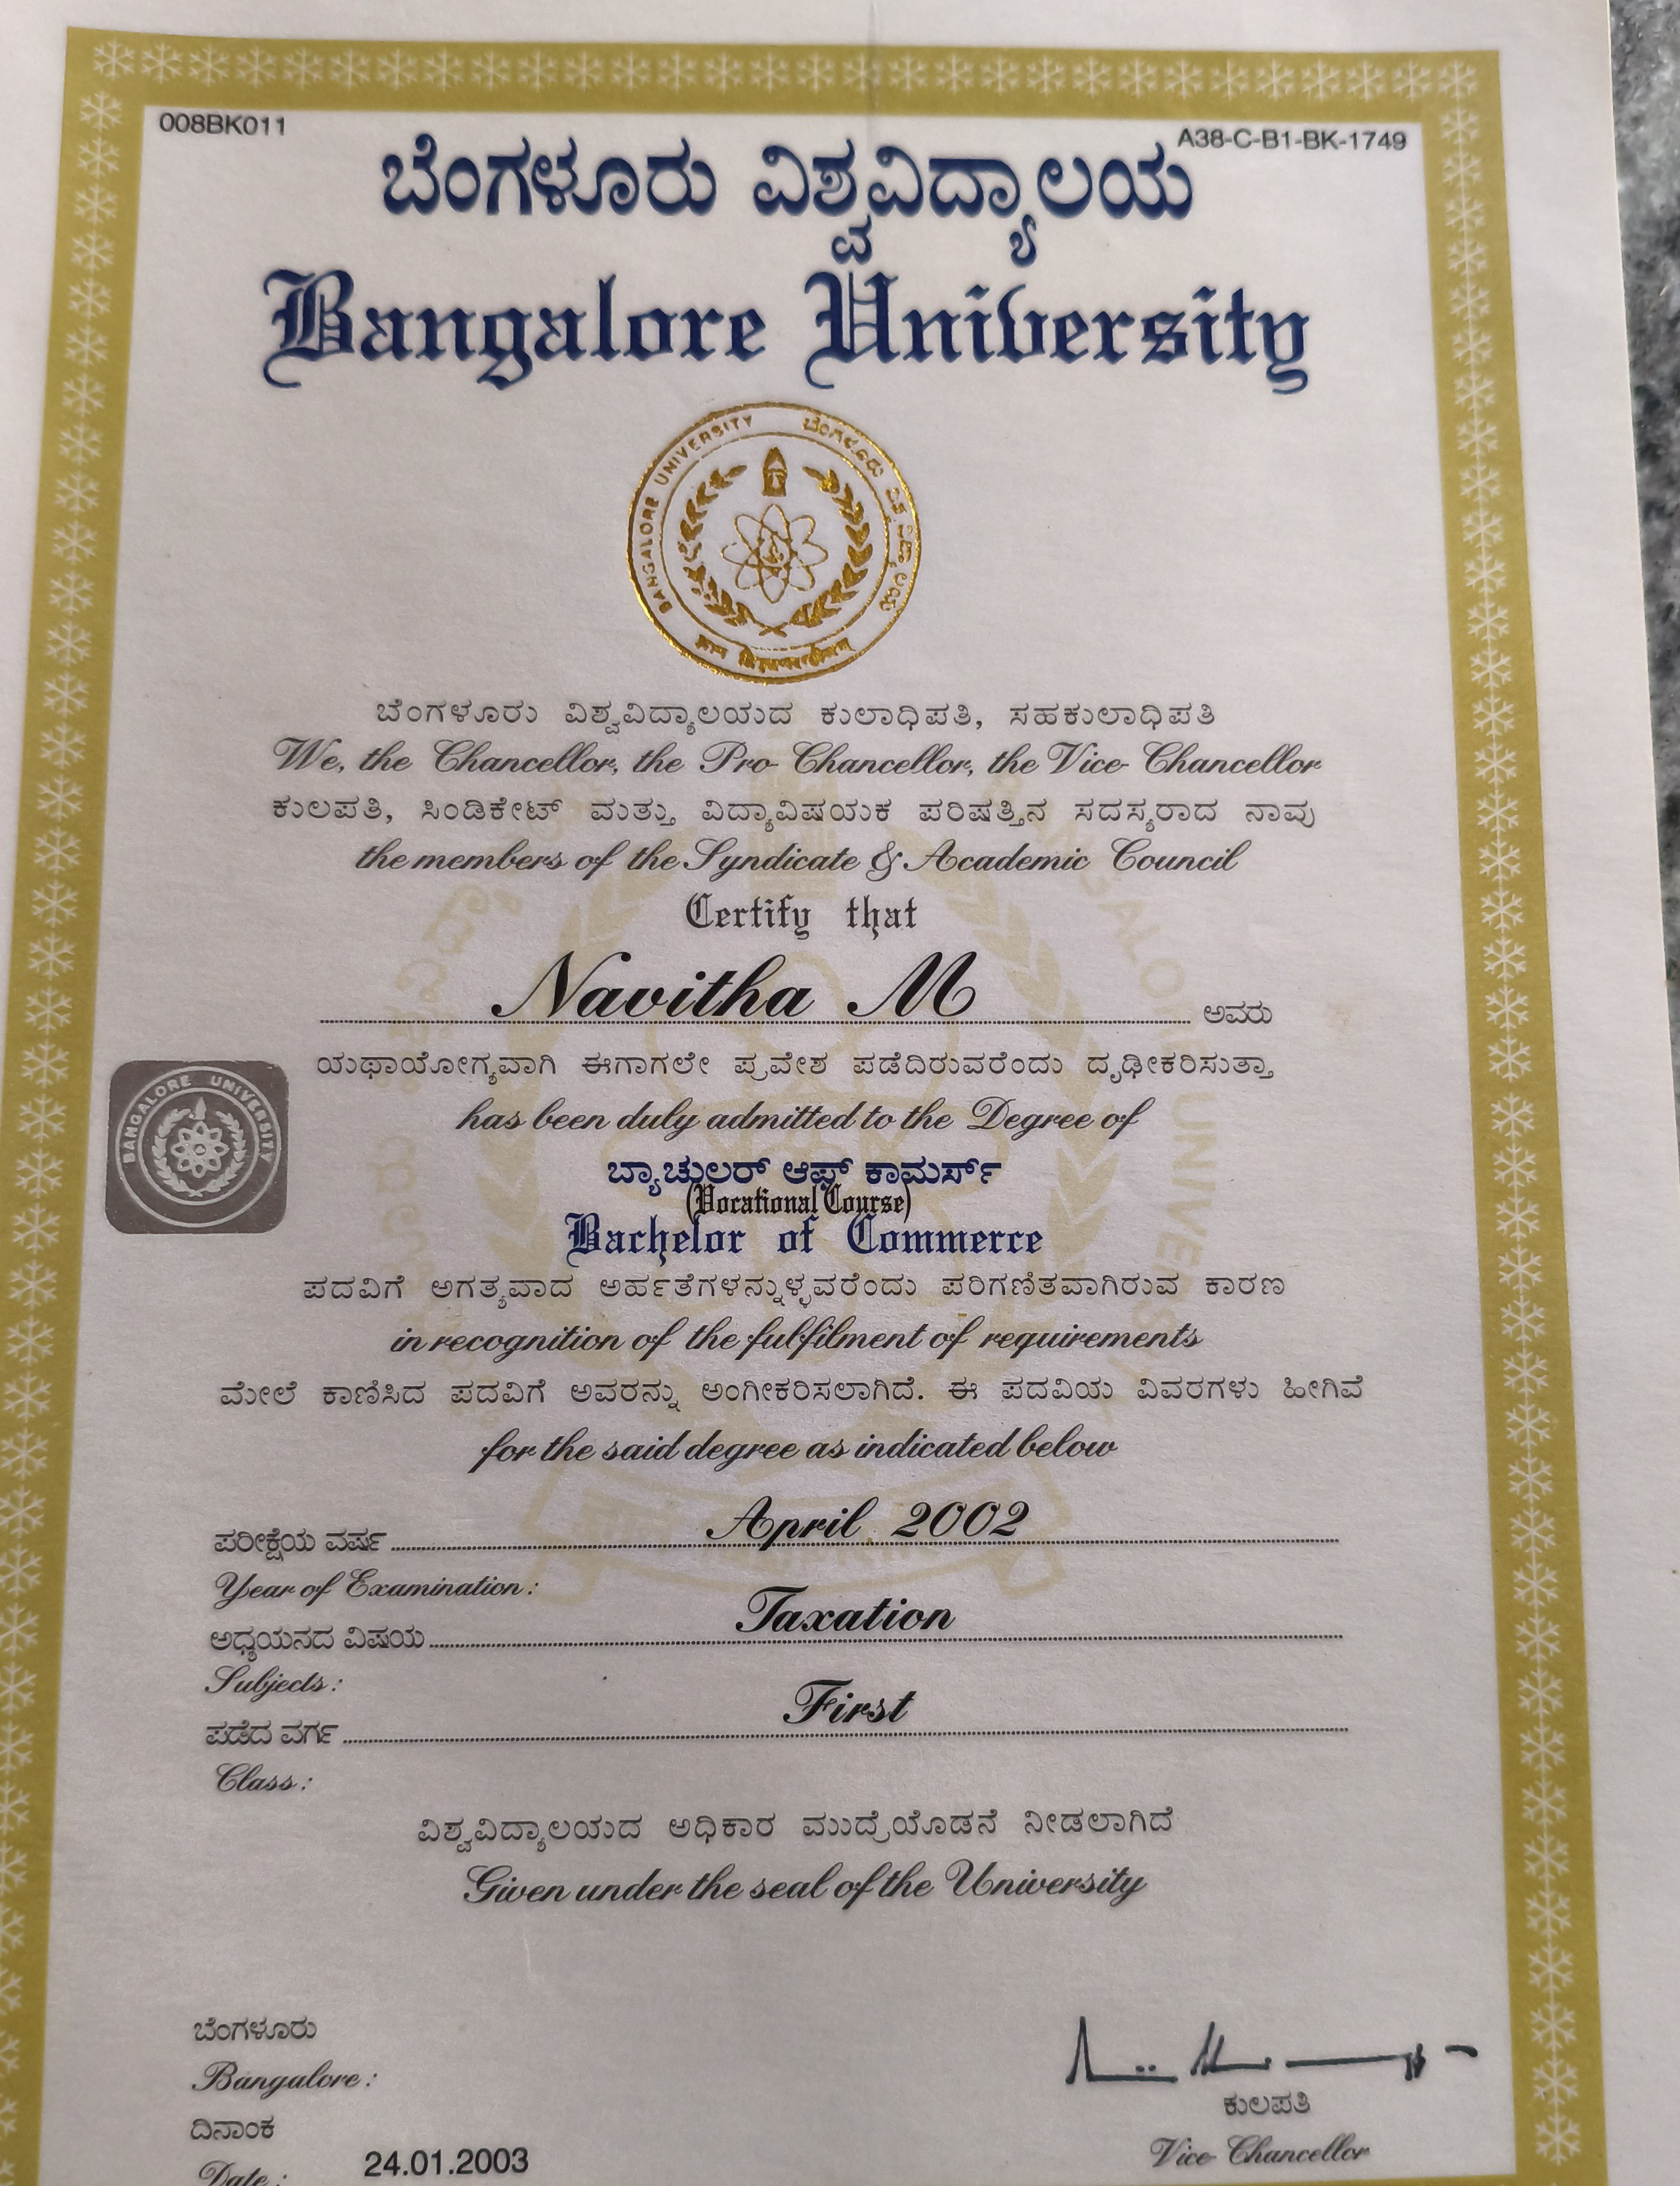 008BK011
A38-C-B1-BK-1749
ಬೆಂಗಳೂರು ವಿಶ್ವವಿದ್ಯಾಲಯ
Bangalore University
BANGALORE UNIVERSITY
ಬೆಂಗಳೂರು ವಿಶ್ವವಿದ್ಯಾಲಯದ ಕುಲಾಧಿಪತಿ, ಸಹಕುಲಾಧಿಪತಿ
We, the Chancellor, the Pro-Chancellor, the Vice-Chancellor
ಕುಲಪತಿ, ಸಿಂಡಿಕೇಟ್ ಮತ್ತು ವಿದ್ಯಾವಿಷಯಕ ಪರಿಷತ್ತಿನ ಸದಸ್ಯರಾದ ನಾವು
the members of the Syndicate & Academic Council
Certify that
Navitha M ಅವರು
ಯಥಾಯೋಗ್ಯವಾಗಿ ಈಗಾಗಲೇ ಪ್ರವೇಶ ಪಡೆದಿರುವರೆಂದು ದೃಢೀಕರಿಸುತ್ತಾ
has been duly admitted to the Degree of
BANGALORE UNIVERSITY
ಬ್ಯಾಚುಲರ್ ಆಫ್ ಕಾಮರ್ಸ್
(Vocational Course)
Bachelor of Commerce
ಪದವಿಗೆ ಅಗತ್ಯವಾದ ಅರ್ಹತೆಗಳನ್ನುಳ್ಳವರೆಂದು ಪರಿಗಣಿತವಾಗಿರುವ ಕಾರಣ
in recognition of the fulfilment of requirements
ಮೇಲೆ ಕಾಣಿಸಿದ ಪದವಿಗೆ ಅವರನ್ನು ಅಂಗೀಕರಿಸಲಾಗಿದೆ. ಈ ಪದವಿಯ ವಿವರಗಳು ಹೀಗಿವೆ
for the said degree as indicated below
ಪರೀಕ್ಷೆಯ ವರ್ಷ April 2002
Year of Examination:
ಅಧ್ಯಯನದ ವಿಷಯ Taxation
Subjects:
ಪಡೆದ ವರ್ಗ First
Class:
ವಿಶ್ವವಿದ್ಯಾಲಯದ ಅಧಿಕಾರ ಮುದ್ರೆಯೊಡನೆ ನೀಡಲಾಗಿದೆ
Given under the seal of the University
ಬೆಂಗಳೂರು
Bangalore:
ದಿನಾಂಕ
Date: 24.01.2003
ಕುಲಪತಿ
Vice-Chancellor